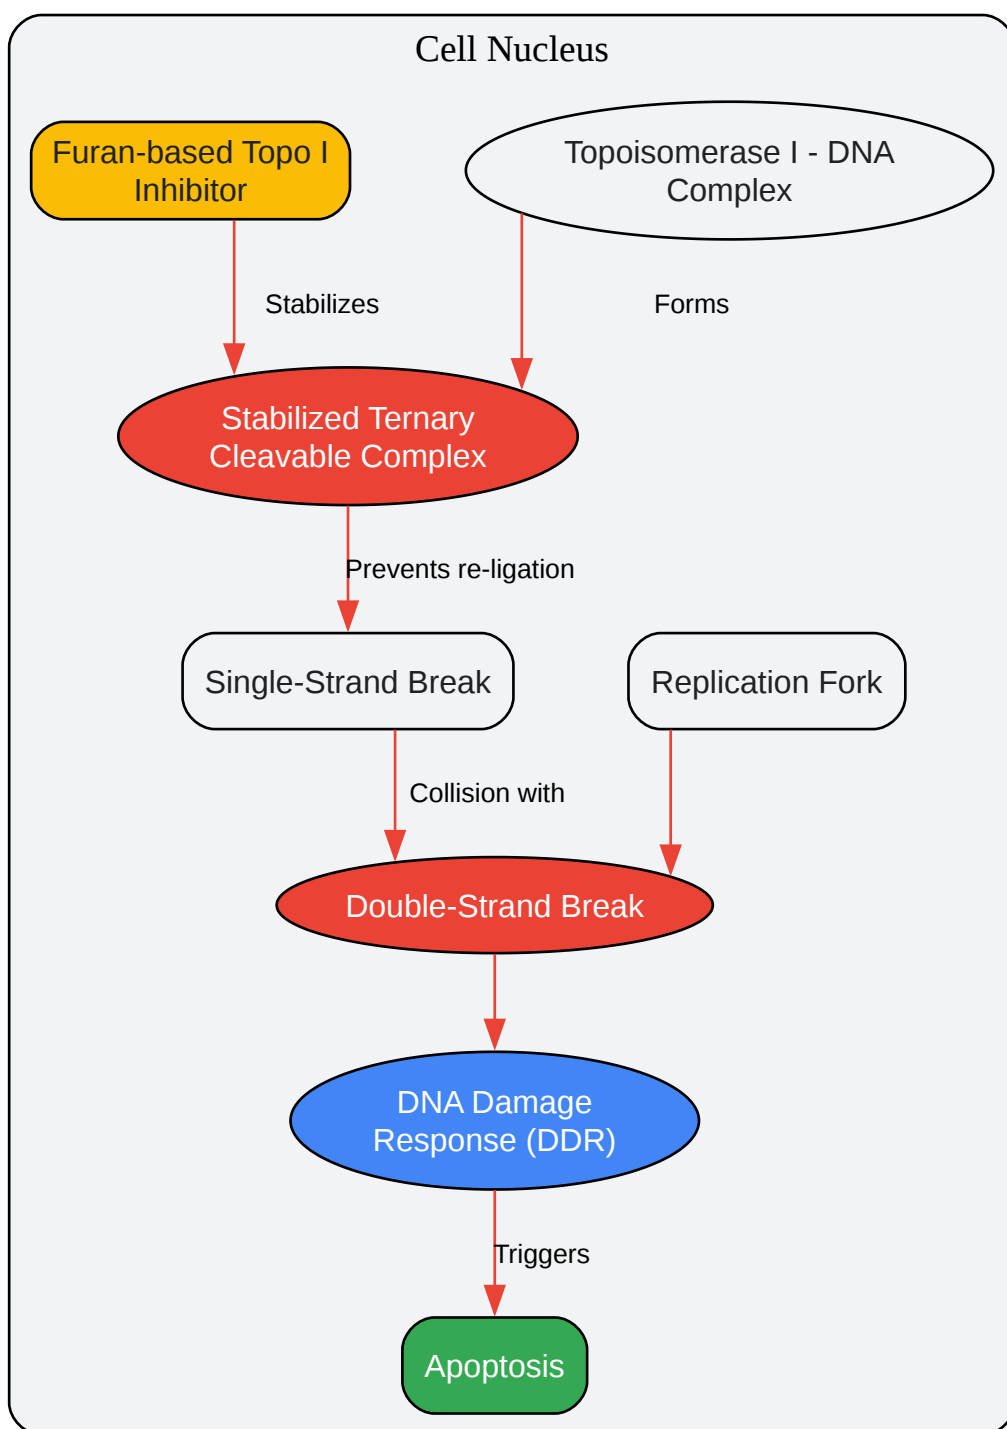 Cell Nucleus
Furan-based Topo I
Inhibitor
Topoisomerase I - DNA
Complex
Stabilizes
Forms
Stabilized Ternary
Cleavable Complex
Prevents re-ligation
Single-Strand Break
Replication Fork
Collision with
Double-Strand Break
DNA Damage
Response (DDR)
Triggers
Apoptosis